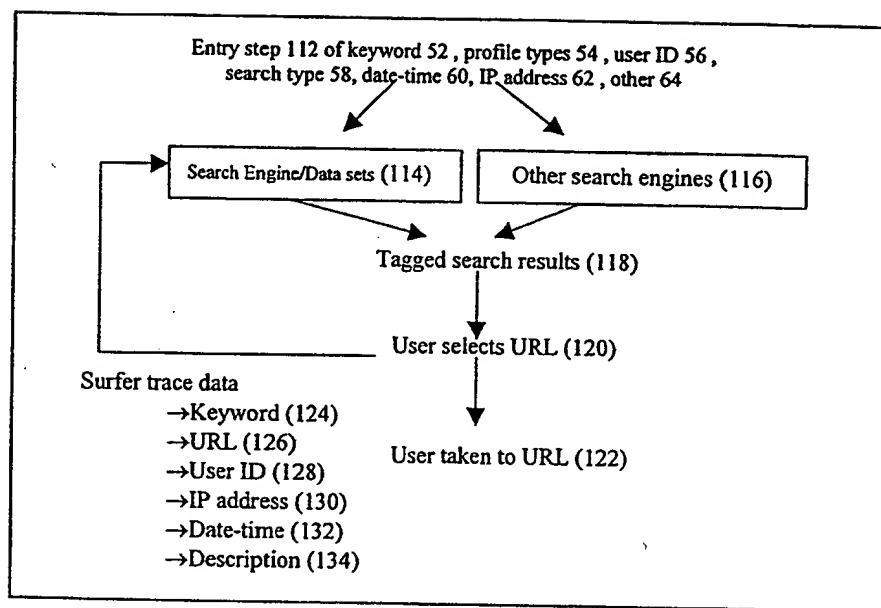 Entry step 112 of keyword 52 , profile types 54 , user ID 56 ,
search type 58, date-time 60, IP address 62 , other 64
Search Engine/Data sets (114)
Other search engines (116)
Tagged search results (118)
User selects URL (120)
Surfer trace data
→Keyword (124)
→URL (126)
User taken to URL (122)
→User ID (128)
→IP address (130)
→Date-time (132)
→Description (134)